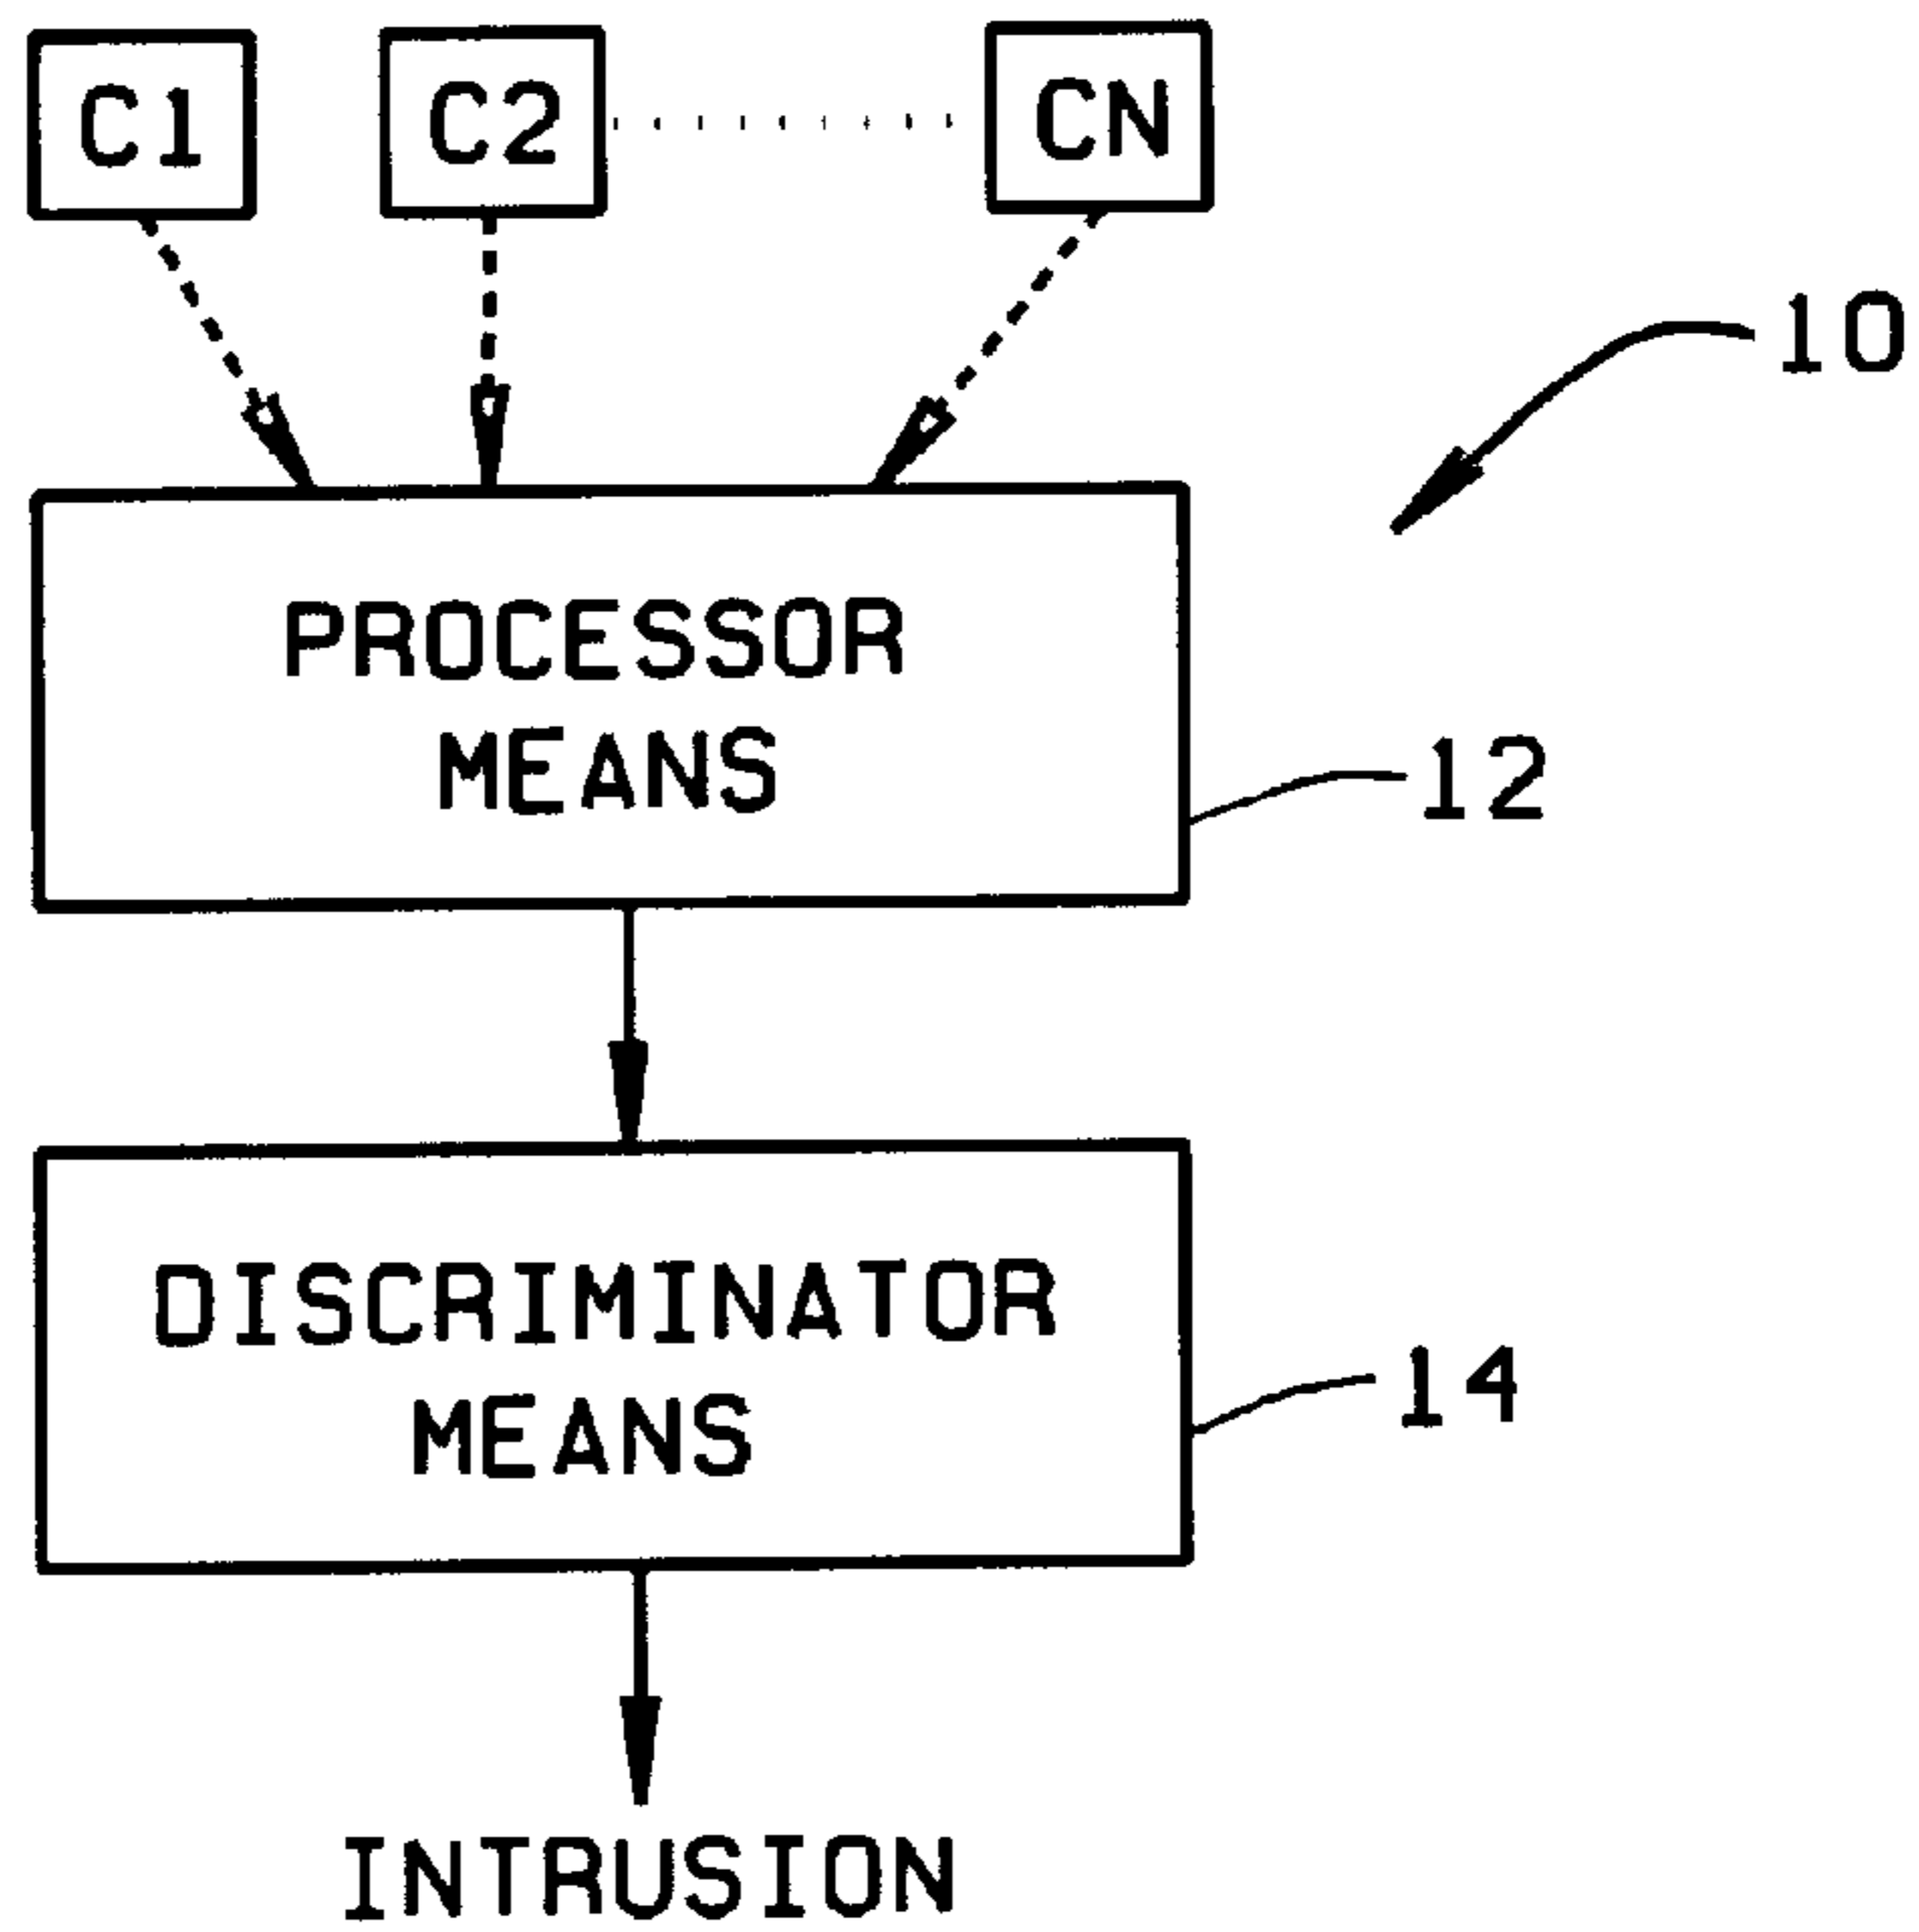 C1 C2 CN
10
PROCESSOR
MEANS
12
DISCRIMINATOR
MEANS
14
INTRUSION